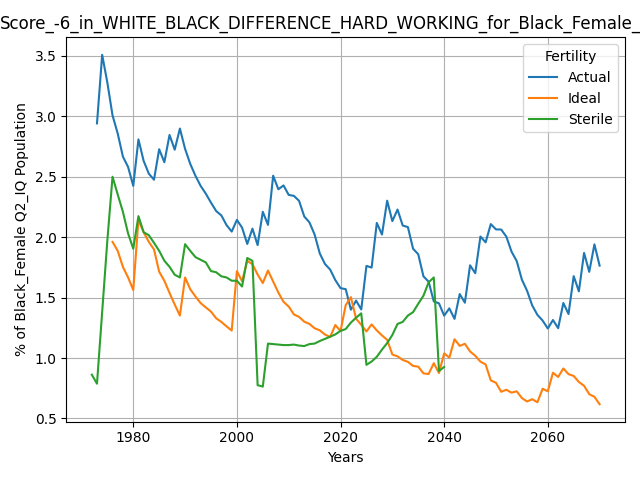 Score_-6_in_WHITE_BLACK_DIFFERENCE_HARD_WORKING_for_Black_Female_
% of Black_Female Q2_IQ Population
3.5
3.0
2.5
2.0
1.5
1.0
0.5
Fertility
Actual
Ideal
Sterile
1980
2000
2020
2040
2060
Years